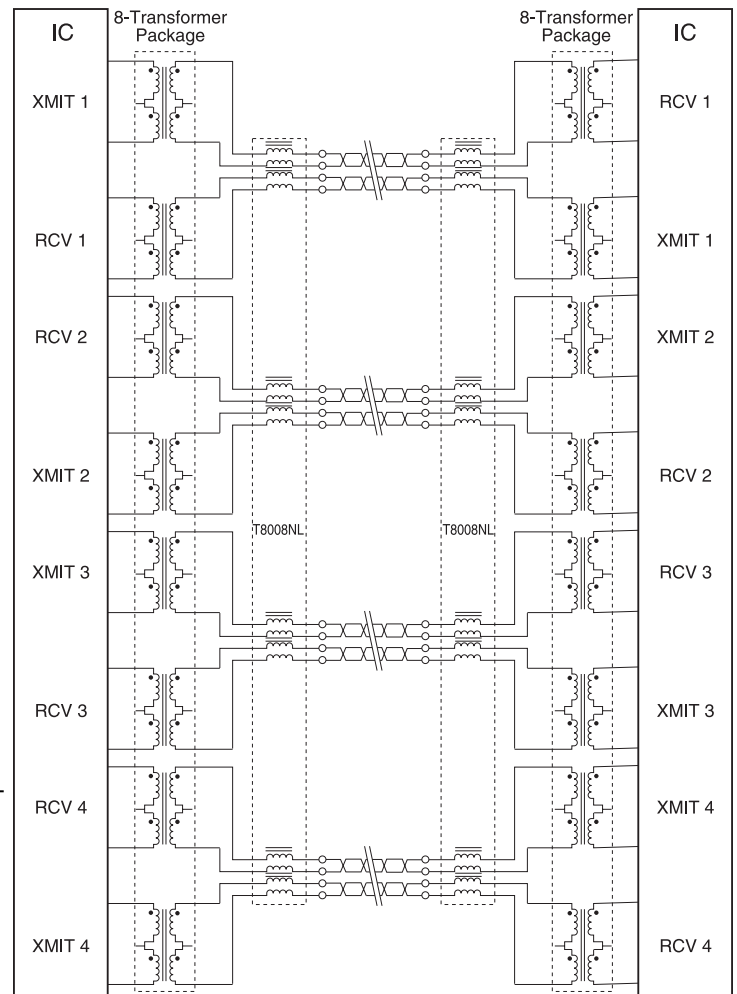 8-Transformer
Package
8-Transformer
Package
IC
IC
XMIT 1
RCV 1
RCV 1
XMIT 1
RCV 2
XMIT 2
XMIT 2
RCV 2
T8008NL
T8008NL
XMIT 3
RCV 3
RCV 3
XMIT 3
RCV 4
XMIT 4
XMIT 4
RCV 4